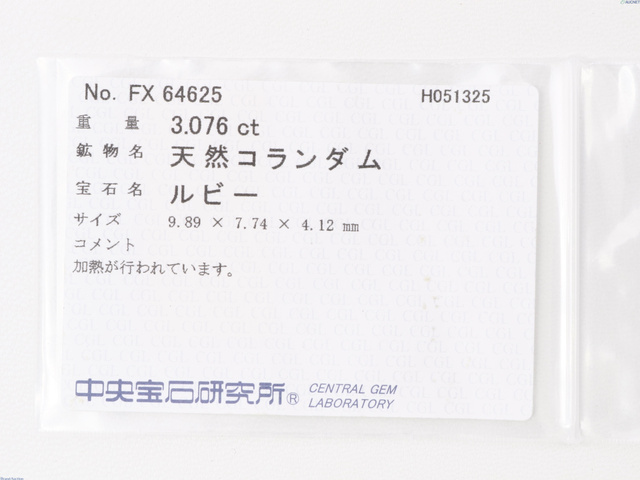 No. FX 64625
H051325
重量 3.076 ct
鉱物名 天然コランダム
宝石名 ルビー
サイズ 9.89 × 7.74 × 4.12 mm
コメント
加熱が行われています。
中央宝石研究所® CENTRAL GEM
LABORATORY